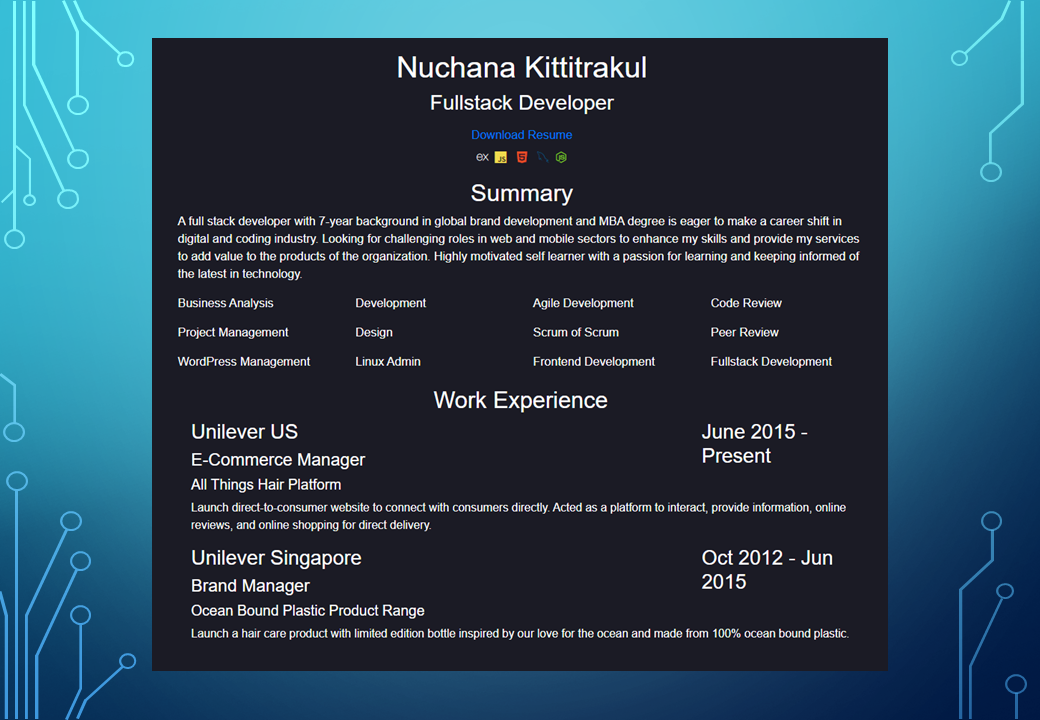 Nuchana Kittitrakul
Fullstack Developer
Download Resume
ex JS 5 JS
Summary
A full stack developer with 7-year background in global brand development and MBA degree is eager to make a career shift in
digital and coding industry. Looking for challenging roles in web and mobile sectors to enhance my skills and provide my services
to add value to the products of the organization. Highly motivated self learner with a passion for learning and keeping informed of
the latest in technology.
Business Analysis Development Agile Development Code Review
Project Management Design Scrum of Scrum Peer Review
WordPress Management Linux Admin Frontend Development Fullstack Development
Work Experience
Unilever US June 2015 -
Present
E-Commerce Manager
All Things Hair Platform
Launch direct-to-consumer website to connect with consumers directly. Acted as a platform to interact, provide information, online
reviews, and online shopping for direct delivery.
Unilever Singapore Oct 2012 - Jun
2015
Brand Manager
Ocean Bound Plastic Product Range
Launch a hair care product with limited edition bottle inspired by our love for the ocean and made from 100% ocean bound plastic.